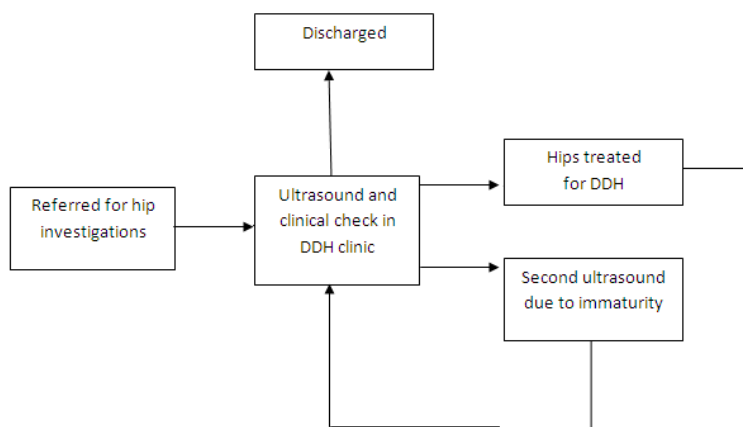 Discharged
Hips treated
for DDH
Referred for hip
investigations
Ultrasound and
clinical check in
DDH clinic
Second ultrasound
due to immaturity